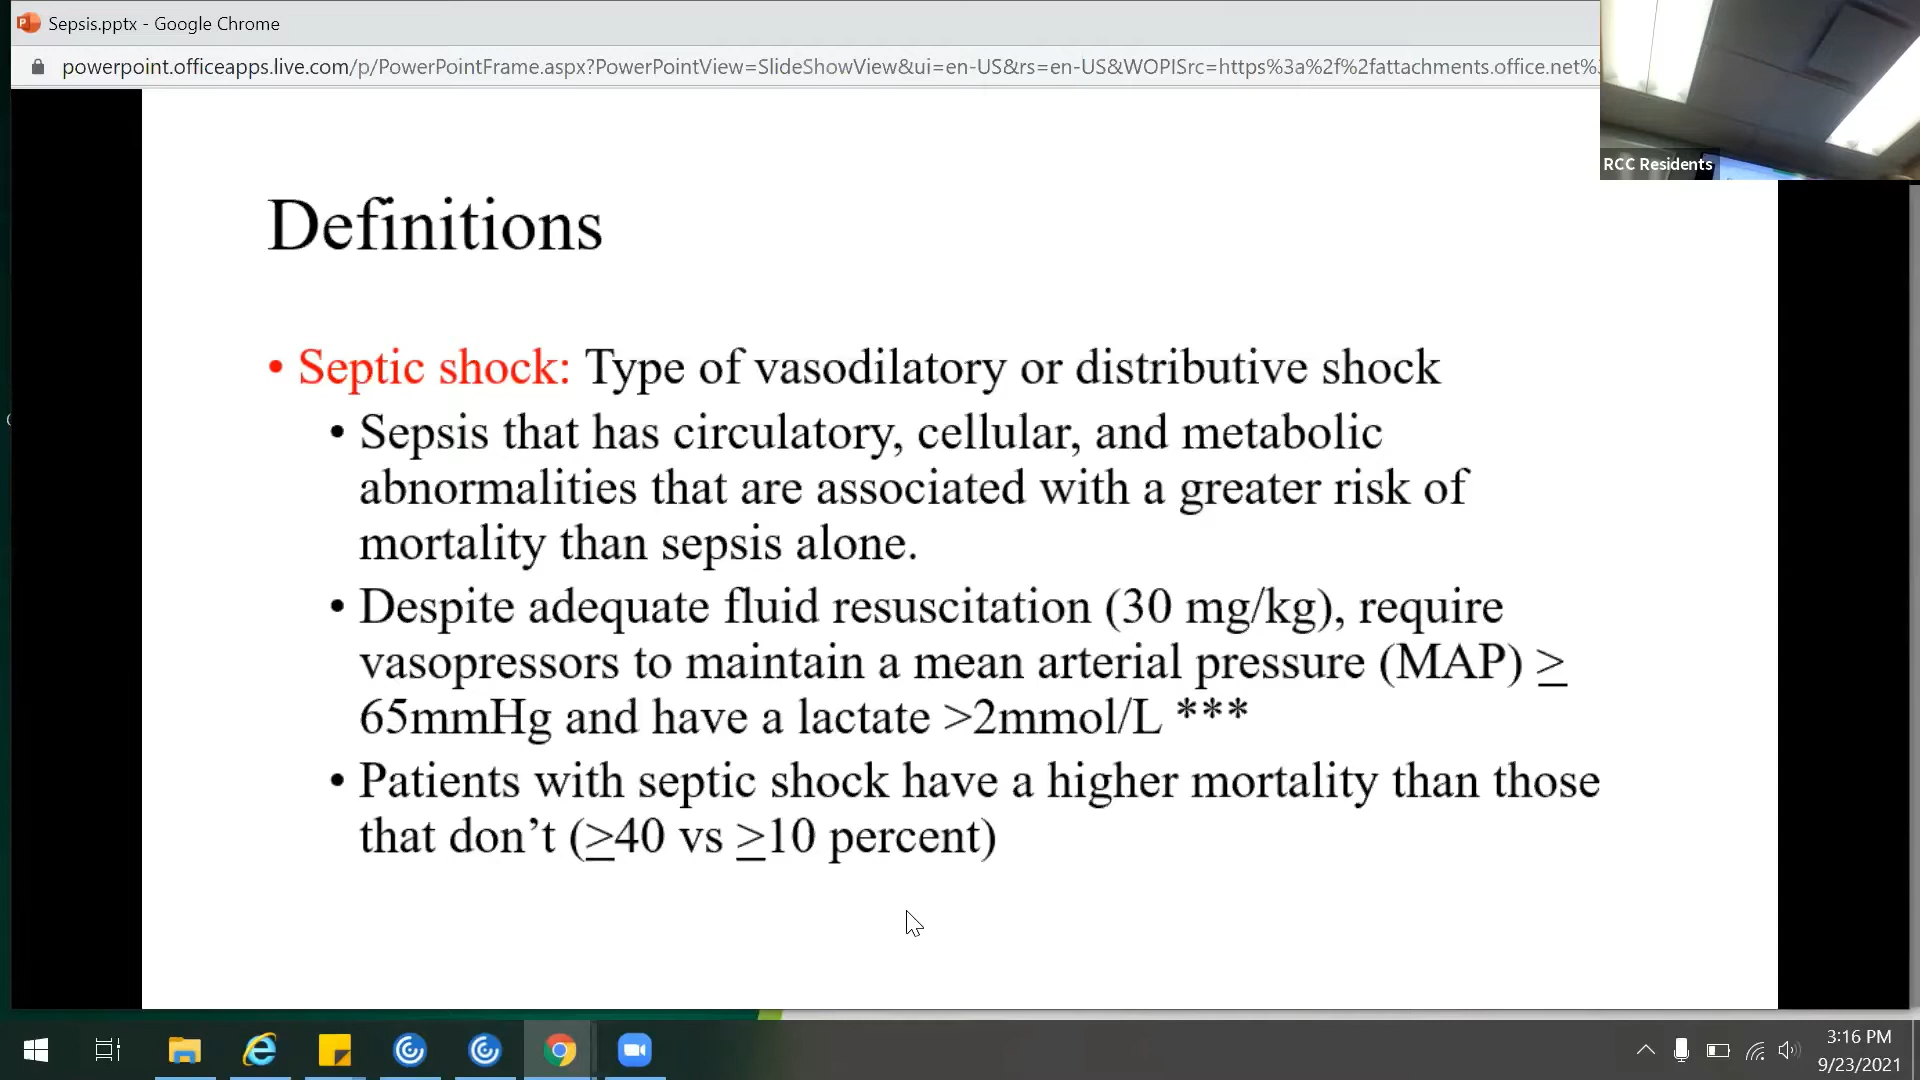 Sepsis.pptx - Google Chrome
powerpoint.officeapps.live.com/p/PowerPointFrame.aspx?PowerPointView=SlideShowView&ui=en-US&rs=en-US&WOPISrc=https%3a%2f%2fattachments.office.net%
RCC Residents
Definitions
• Septic shock: Type of vasodilatory or distributive shock
• Sepsis that has circulatory, cellular, and metabolic
abnormalities that are associated with a greater risk of
mortality than sepsis alone.
• Despite adequate fluid resuscitation (30 mg/kg), require
vasopressors to maintain a mean arterial pressure (MAP) ≥
65mmHg and have a lactate >2mmol/L ***
• Patients with septic shock have a higher mortality than those
that don’t (≥40 vs ≥10 percent)
3:16 PM
9/23/2021